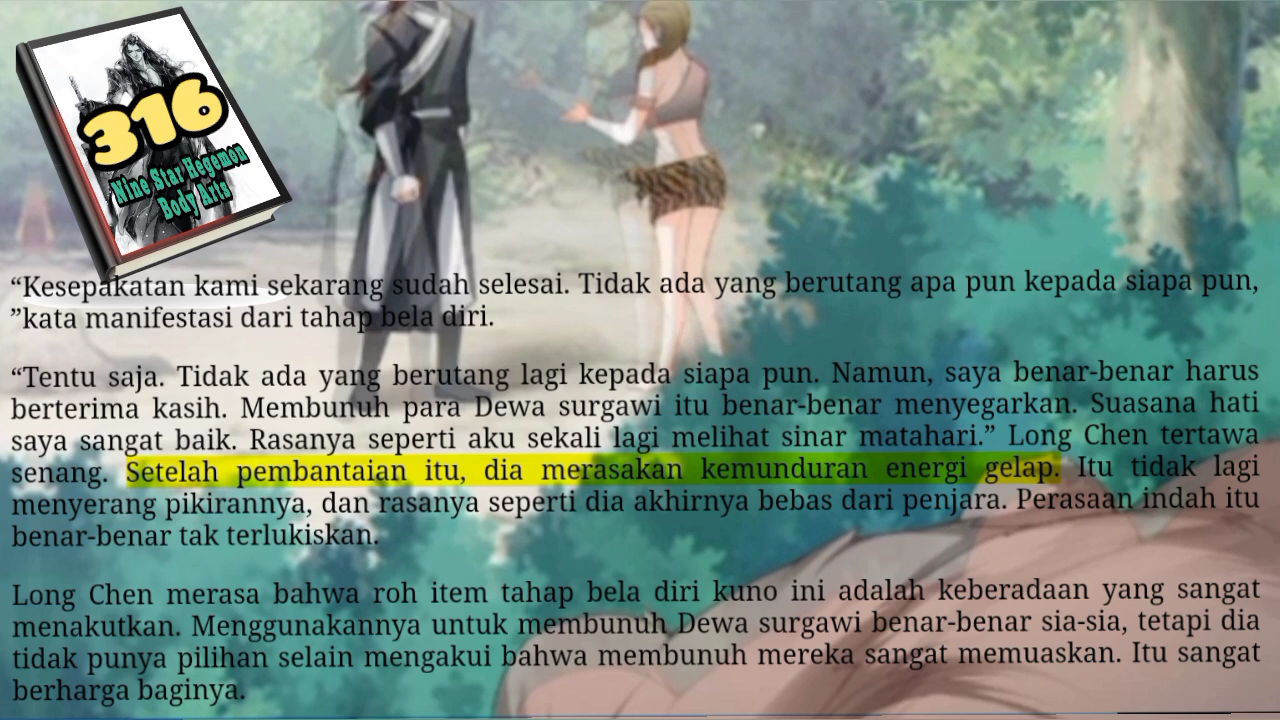 316
Nine Star Hegemon
Body Arts
“Kesepakatan kami sekarang sudah selesai. Tidak ada yang berutang apa pun kepada siapa pun,
”kata manifestasi dari tahap bela diri.
“Tentu saja. Tidak ada yang berutang lagi kepada siapa pun. Namun, saya benar-benar harus
berterima kasih. Membunuh para Dewa surgawi itu benar-benar menyegarkan. Suasana hati
saya sangat baik. Rasanya seperti aku sekali lagi melihat sinar matahari.” Long Chen tertawa
senang. Setelah pembantaian itu, dia merasakan kemunduran energi gelap. Itu tidak lagi
menyerang pikirannya, dan rasanya seperti dia akhirnya bebas dari penjara. Perasaan indah itu
benar-benar tak terlukiskan.
Long Chen merasa bahwa roh item tahap bela diri kuno ini adalah keberadaan yang sangat
menakutkan. Menggunakannya untuk membunuh Dewa surgawi benar-benar sia-sia, tetapi dia
tidak punya pilihan selain mengakui bahwa membunuh mereka sangat memuaskan. Itu sangat
berharga baginya.